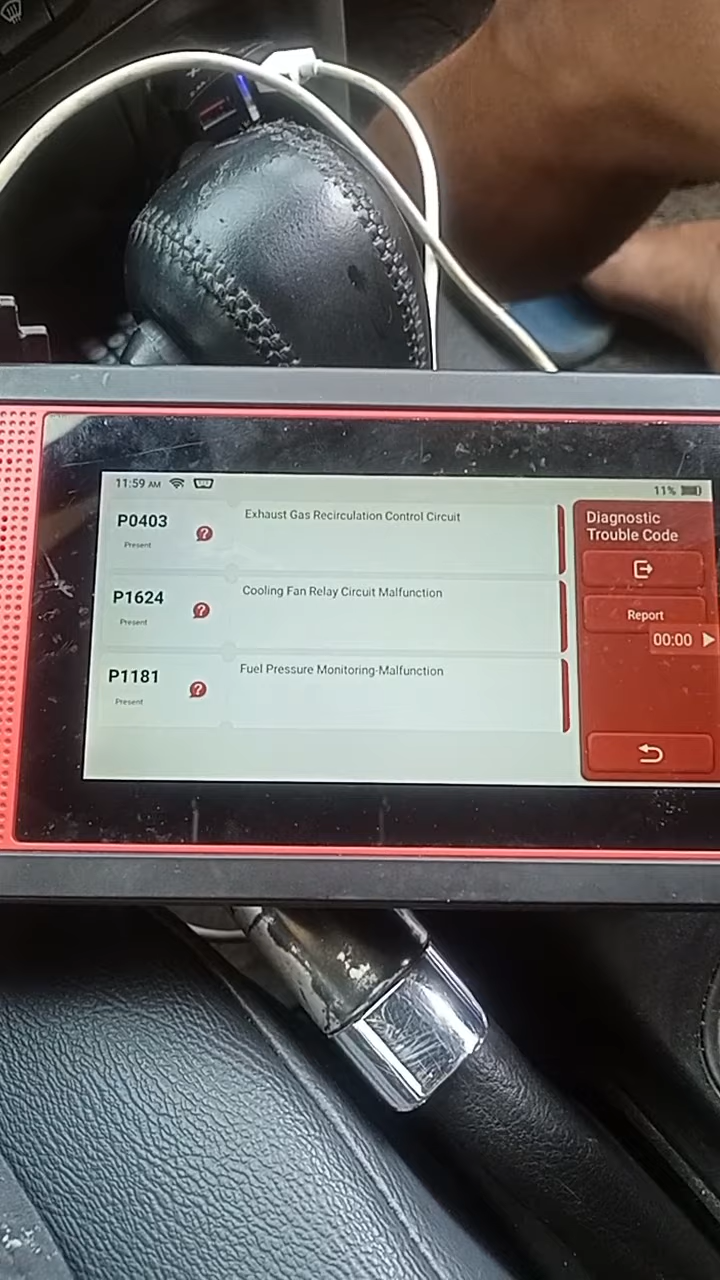 11:59 AM
11%
P0403
Present
Exhaust Gas Recirculation Control Circuit
P1624
Present
Cooling Fan Relay Circuit Malfunction
P1181
Present
Fuel Pressure Monitoring-Malfunction
Diagnostic
Trouble Code
Report
00:00